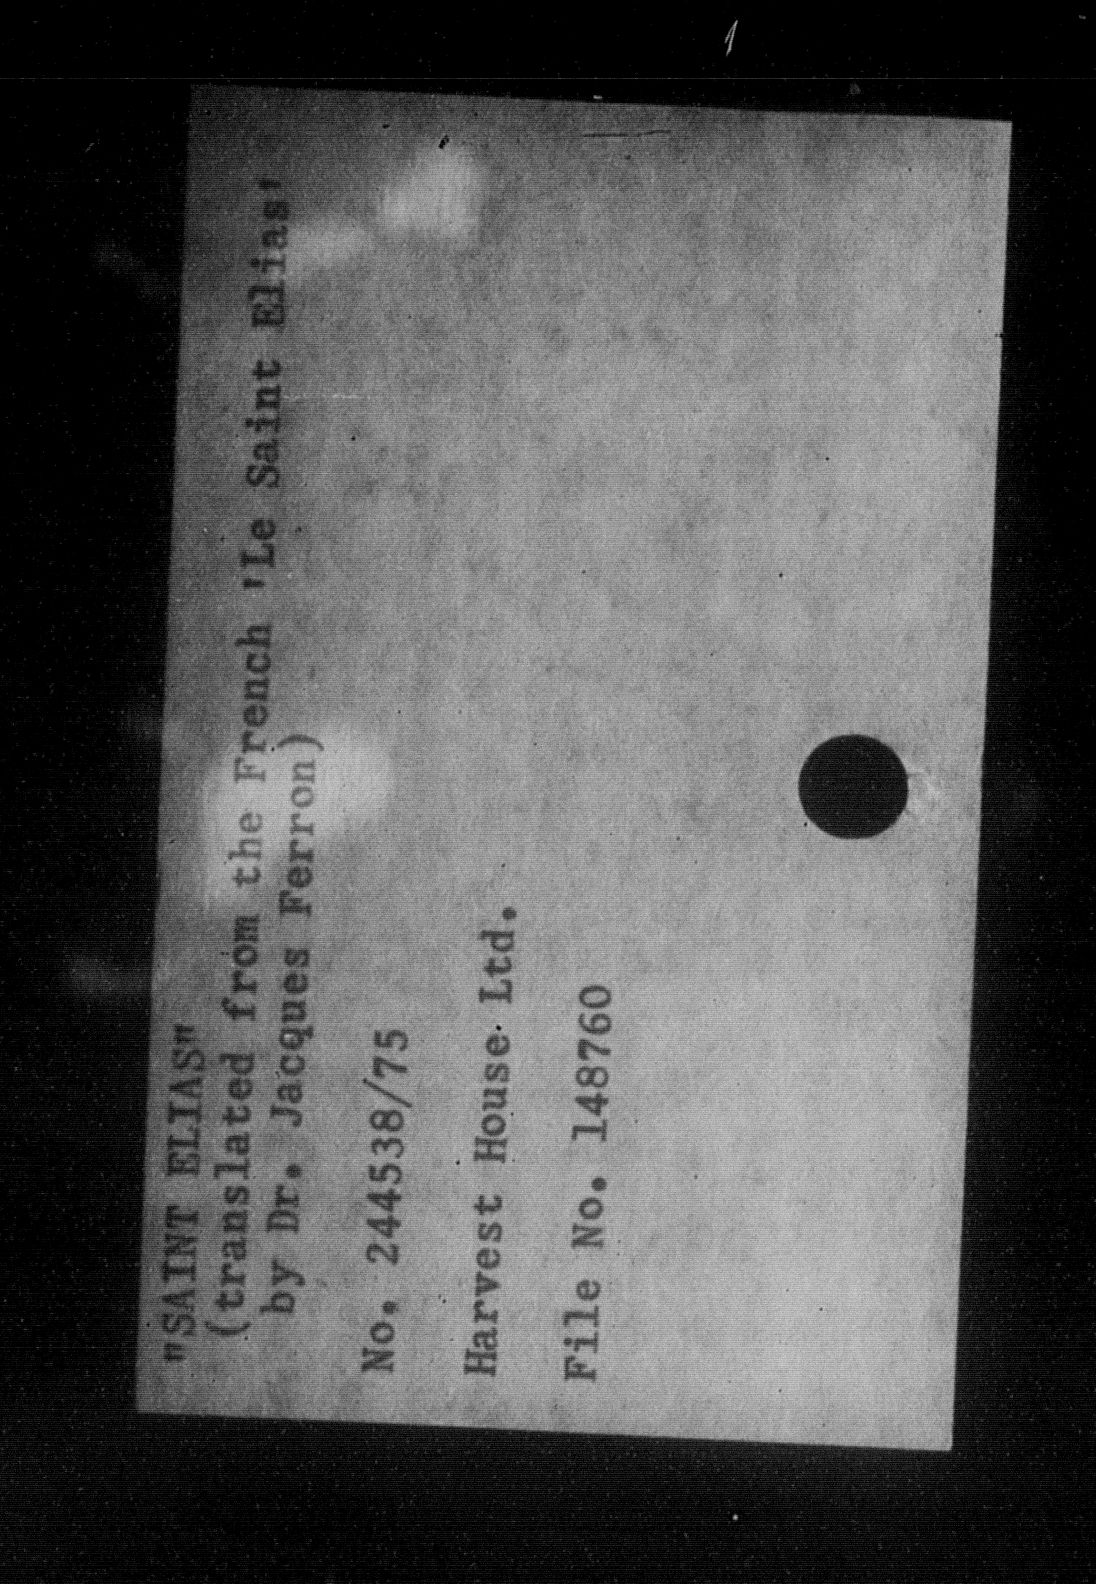 "SAINT ELIAS"
(translated from the French 'Le Saint Elias'
by Dr. Jacques Ferron)
No. 244538/75
Harvest House Ltd.
File No. 148760